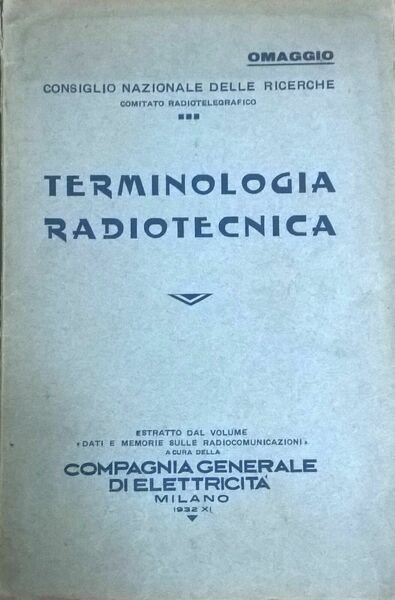 OMAGGIO
CONSIGLIO NAZIONALE DELLE RICERCHE
COMITATO RADIOTELEGRAFICO
TERMINOLOGIA
RADIOTECNICA
ESTRATTO DAL VOLUME
«DATI E MEMORIE SULLE RADIOCOMUNICAZIONI»
A CURA DELLA
COMPAGNIA GENERALE
DI ELETTRICITÀ
MILANO
1932 XI